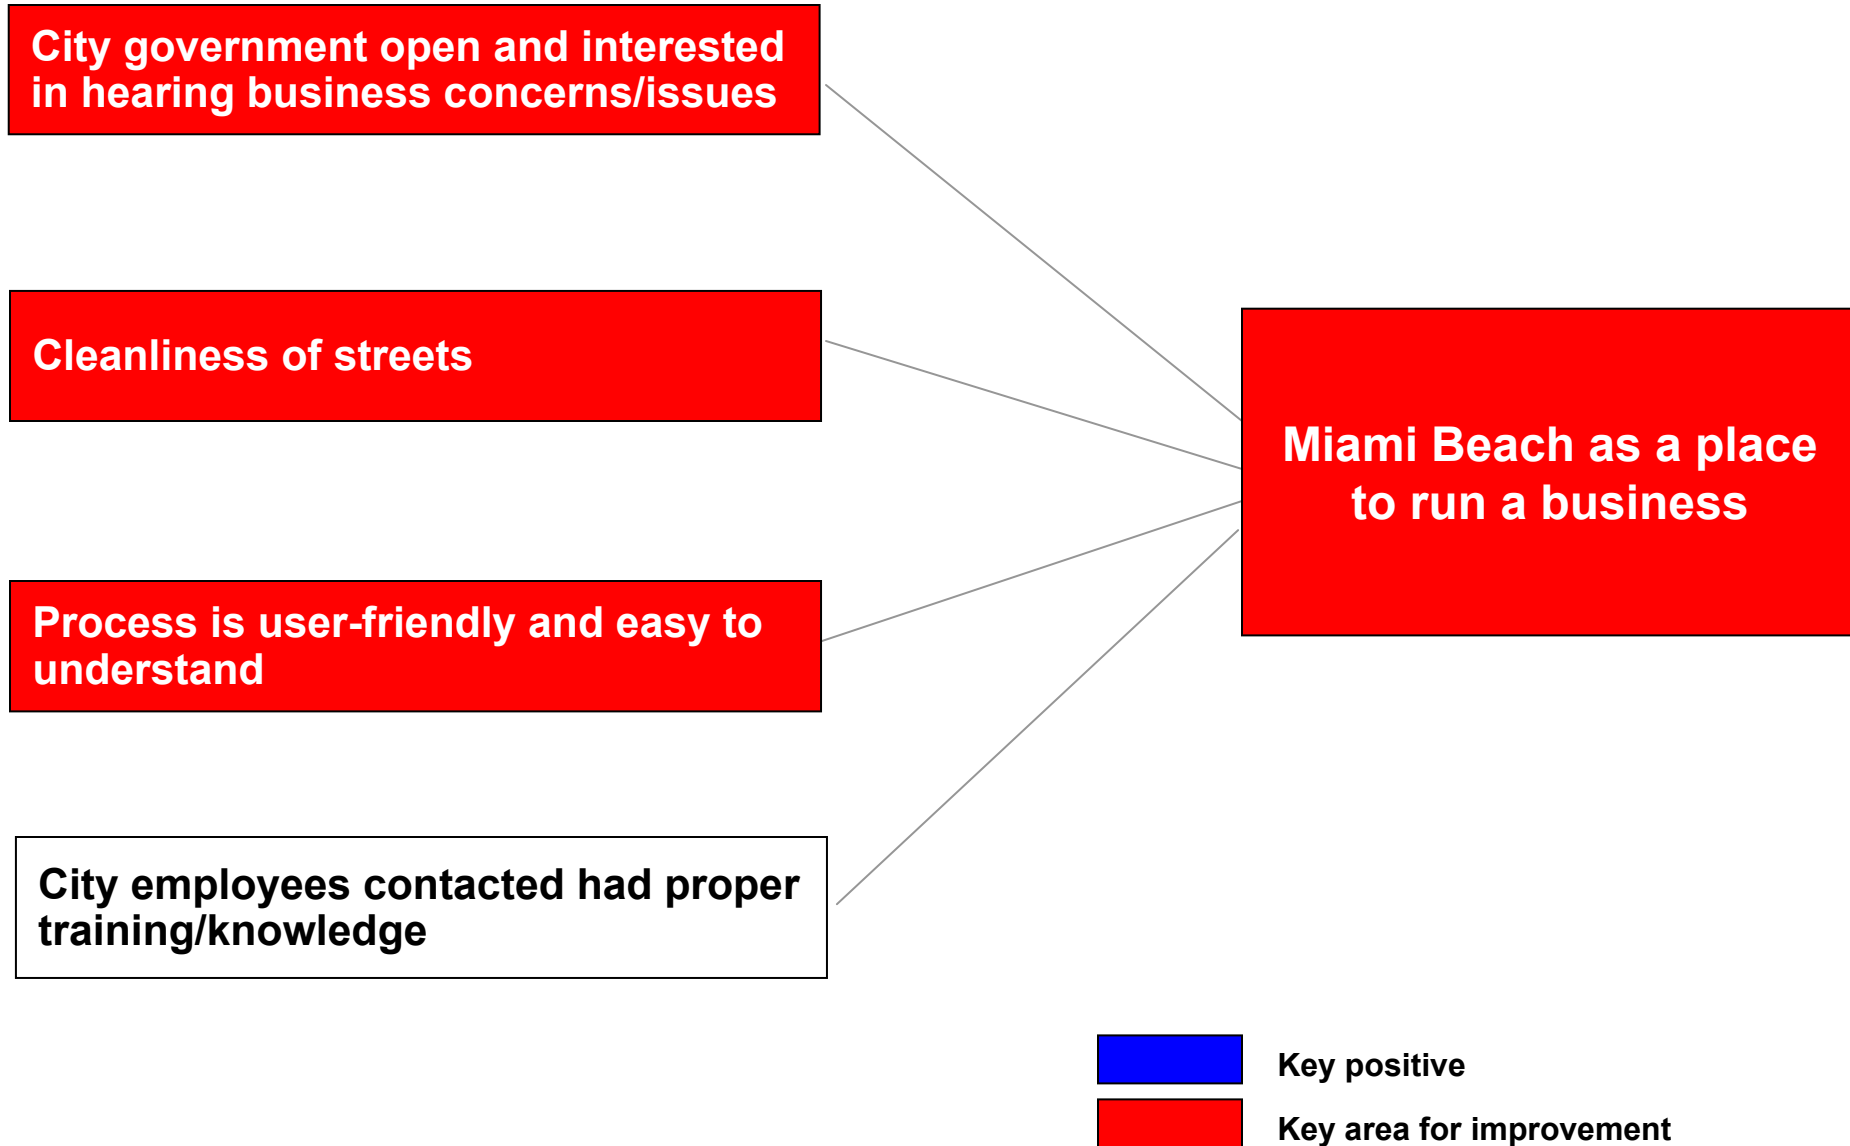 City government open and interested
in hearing business concerns/issues
Cleanliness of streets
Miami Beach as a place
to run a business
Process is user-friendly and easy to
understand
City employees contacted had proper
training/knowledge
Key positive
Key area for improvement